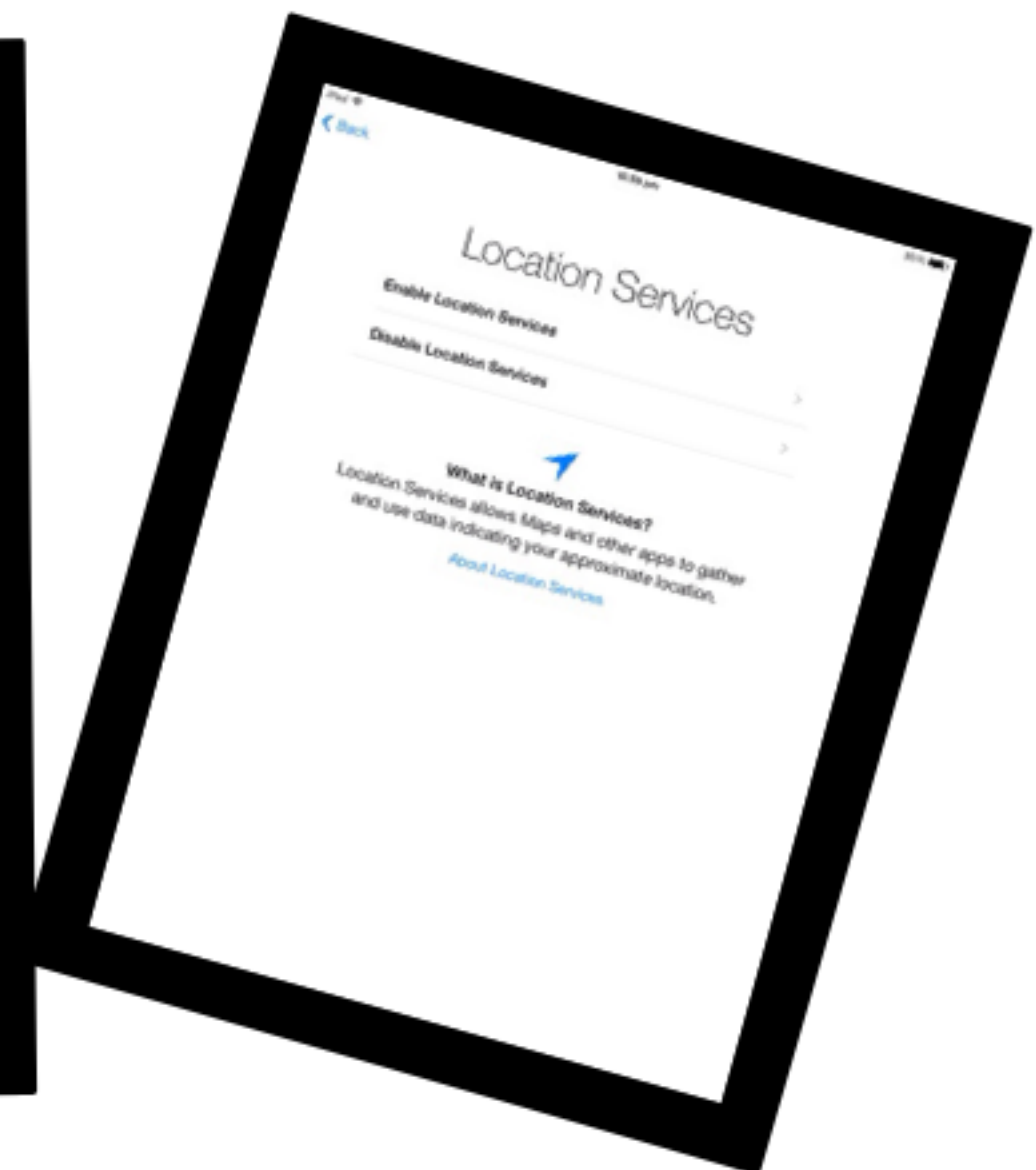 iPad
Back
Location Services
Enable Location Services
Disable Location Services
What is Location Services?
Location Services allows Maps and other apps to gather
and use data indicating your approximate location.
About Location Services